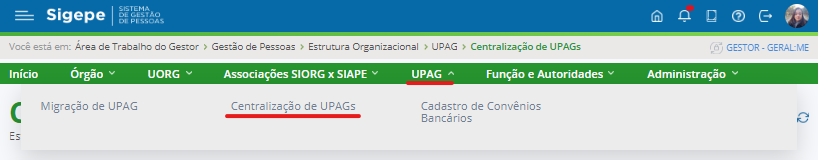 Sigepe SISTEMA DE GESTÃO DE PESSOAS
Você está em: Área de Trabalho do Gestor > Gestão de Pessoas > Estrutura Organizacional > UPAG > Centralização de UPAGs GESTOR - GERAL:ME
Início Órgão UORG Associações SIORG x SIAPE UPAG Função e Autoridades Administração
Migração de UPAG Centralização de UPAGs Cadastro de Convênios
Bancários